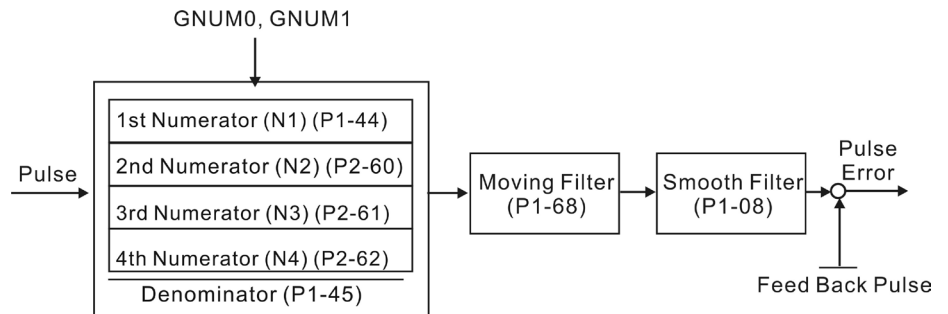 GNUM0, GNUM1
1st Numerator (N1) (P1-44)
2nd Numerator (N2) (P2-60)
3rd Numerator (N3) (P2-61)
4th Numerator (N4) (P2-62)
Denominator (P1-45)
Pulse
Moving Filter
(P1-68)
Smooth Filter
(P1-08)
Pulse
Error
Feed Back Pulse